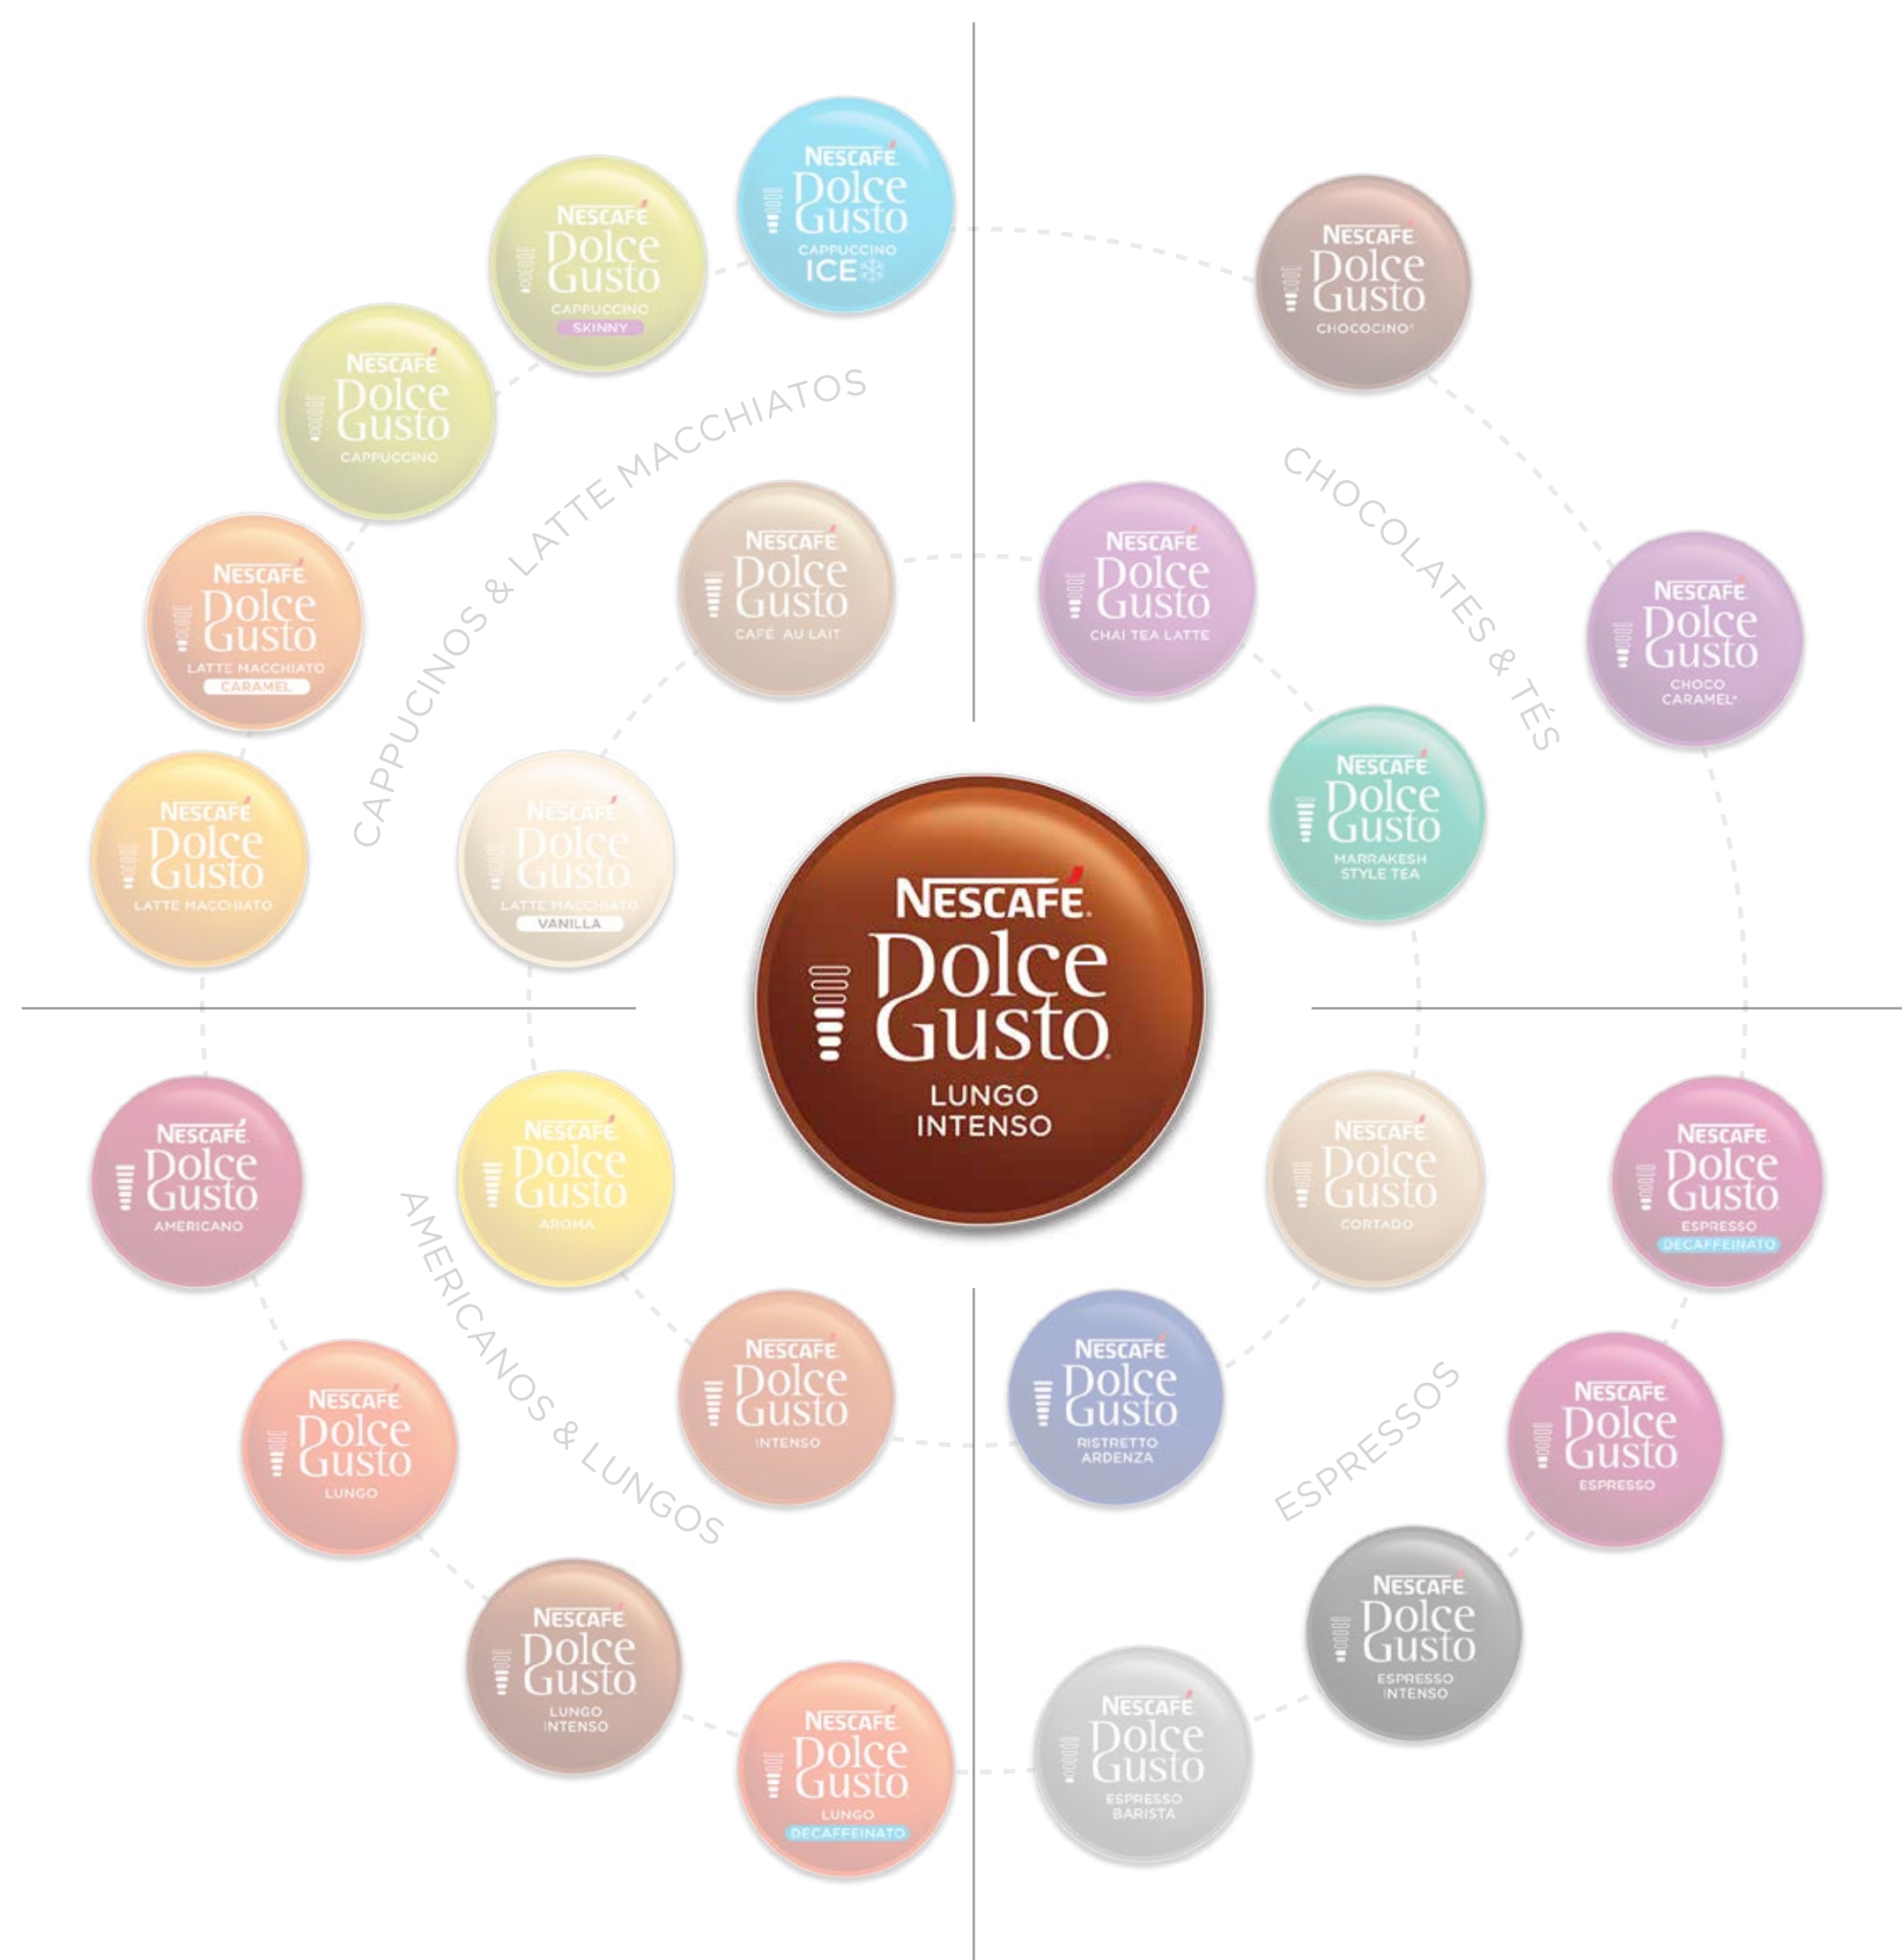 NESCAFÉ.
Dolce
Gusto
CAPPUCCINO
ICE
NESCAFÉ
Dolce
Gusto
CAPPUCCINO
SKINNY
NESCAFÉ
Dolce
Gusto
CAPPUCCINO
NESCAFÉ
Dolce
Gusto
LATTE MACCHIATO
CARAMEL
NESCAFÉ
Dolce
Gusto
LATTE MACCHIATO
CAPPUCINOS & LATTE MACCHIATOS
NESCAFÉ
Dolce
Gusto
CAFÉ AU LAIT
NESCAFÉ
Dolce
Gusto
LATTE MACCHIATO
VANILLA
NESCAFÉ
Dolce
Gusto
CHOCOCINO*
CHOCOLATES & TÉS
NESCAFÉ
Dolce
Gusto
CHOCO
CARAMEL*
NESCAFÉ
Dolce
Gusto
CHAI TEA LATTE
NESCAFÉ
Dolce
Gusto
MARRAKESH
STYLE TEA
NESCAFÉ.
Dolce
Gusto
LUNGO
INTENSO
NESCAFÉ
Dolce
Gusto
AMERICANO
NESCAFÉ
Dolce
Gusto
AROMA
AMERICANOS & LUNGOS
NESCAFÉ
Dolce
Gusto
LUNGO
NESCAFÉ
Dolce
Gusto
INTENSO
NESCAFÉ
Dolce
Gusto
LUNGO
INTENSO
NESCAFÉ
Dolce
Gusto
LUNGO
DECAFFEINATO
NESCAFÉ
Dolce
Gusto
CORTADO
NESCAFÉ
Dolce
Gusto
ESPRESSO
DECAFFEINATO
NESCAFÉ
Dolce
Gusto
RISTRETTO
ARDENZA
ESPRESSOS
NESCAFÉ
Dolce
Gusto
ESPRESSO
NESCAFÉ
Dolce
Gusto
ESPRESSO
INTENSO
NESCAFÉ
Dolce
Gusto
ESPRESSO
BARISTA